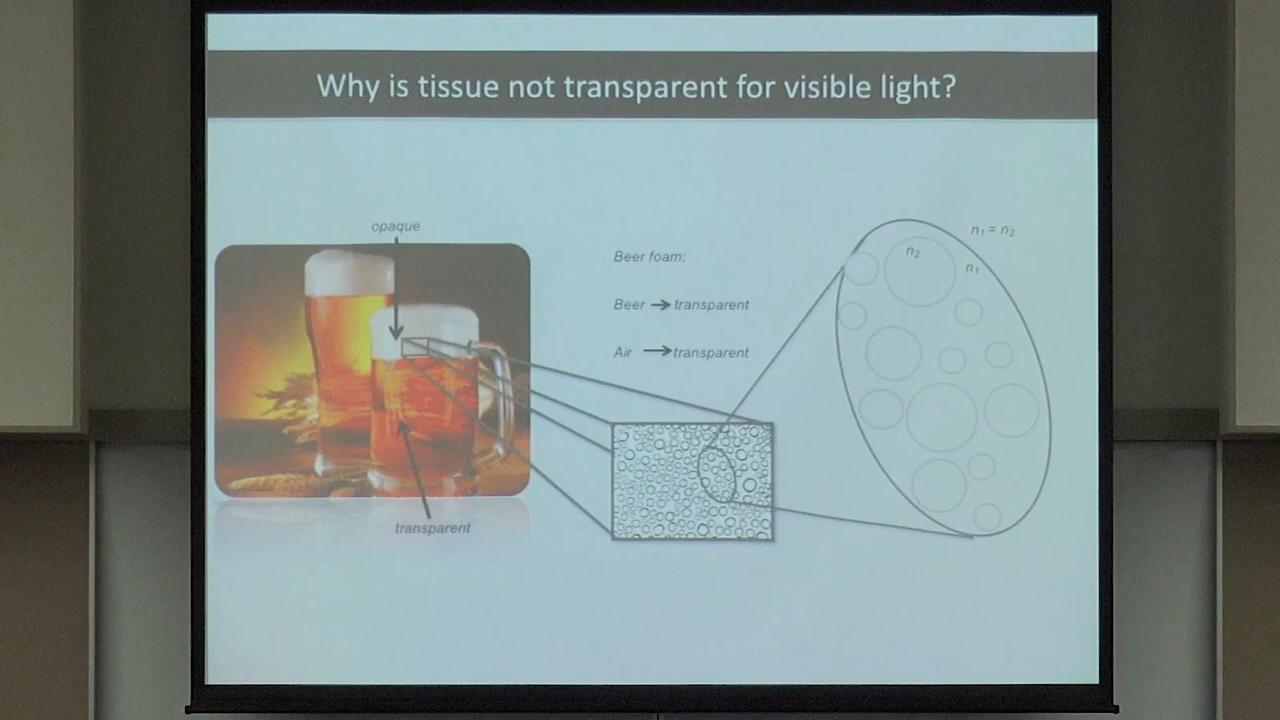 Why is tissue not transparent for visible light?
opaque
n₁ = n₂
Beer foam:
n₂
n₁
Beer → transparent
Air → transparent
transparent